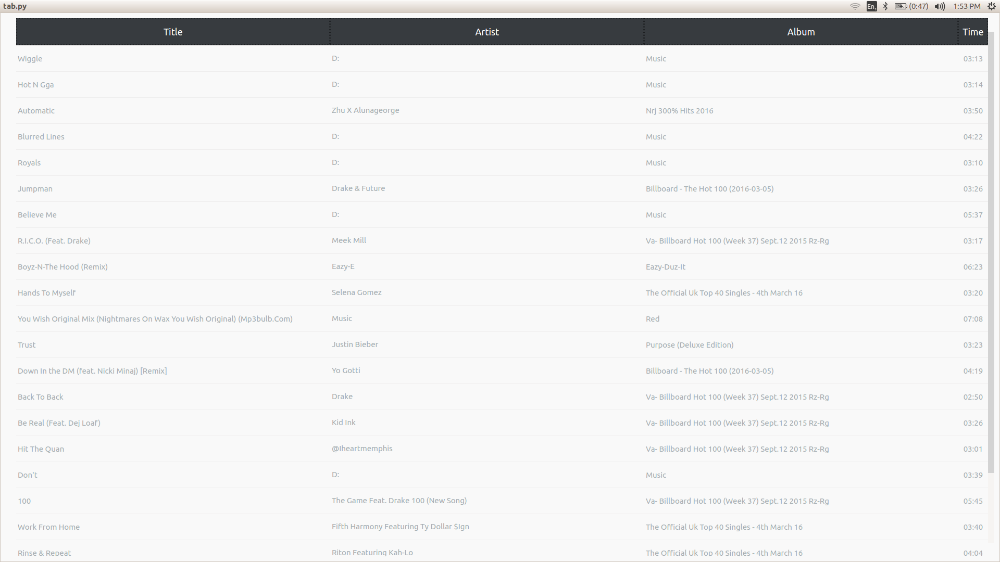 tab.py En1 (0:47) 1:53 PM
Title Artist Album Time
Wiggle D: Music 03:13
Hot N Gga D: Music 03:14
Automatic Zhu X Alunageorge Nrj 300% Hits 2016 03:50
Blurred Lines D: Music 04:22
Royals D: Music 03:10
Jumpman Drake & Future Billboard - The Hot 100 (2016-03-05) 03:26
Believe Me D: Music 05:37
R.I.C.O. (Feat. Drake) Meek Mill Va- Billboard Hot 100 (Week 37) Sept.12 2015 Rz-Rg 03:17
Boyz-N-The Hood (Remix) Eazy-E Eazy-Duz-It 06:23
Hands To Myself Selena Gomez The Official Uk Top 40 Singles - 4th March 16 03:20
You Wish Original Mix (Nightmares On Wax You Wish Original) (Mp3bulb.Com) Music Red 07:08
Trust Justin Bieber Purpose (Deluxe Edition) 03:23
Down In the DM (feat. Nicki Minaj) [Remix] Yo Gotti Billboard - The Hot 100 (2016-03-05) 04:19
Back To Back Drake Va- Billboard Hot 100 (Week 37) Sept.12 2015 Rz-Rg 02:50
Be Real (Feat. Dej Loaf) Kid Ink Va- Billboard Hot 100 (Week 37) Sept.12 2015 Rz-Rg 03:26
Hit The Quan @Iheartmemphis Va- Billboard Hot 100 (Week 37) Sept.12 2015 Rz-Rg 03:01
Don't D: Music 03:39
100 The Game Feat. Drake 100 (New Song) Va- Billboard Hot 100 (Week 37) Sept.12 2015 Rz-Rg 05:45
Work From Home Fifth Harmony Featuring Ty Dollar $Ign The Official Uk Top 40 Singles - 4th March 16 03:40
Rinse & Repeat Riton Featuring Kah-Lo The Official Uk Top 40 Singles - 4th March 16 04:04